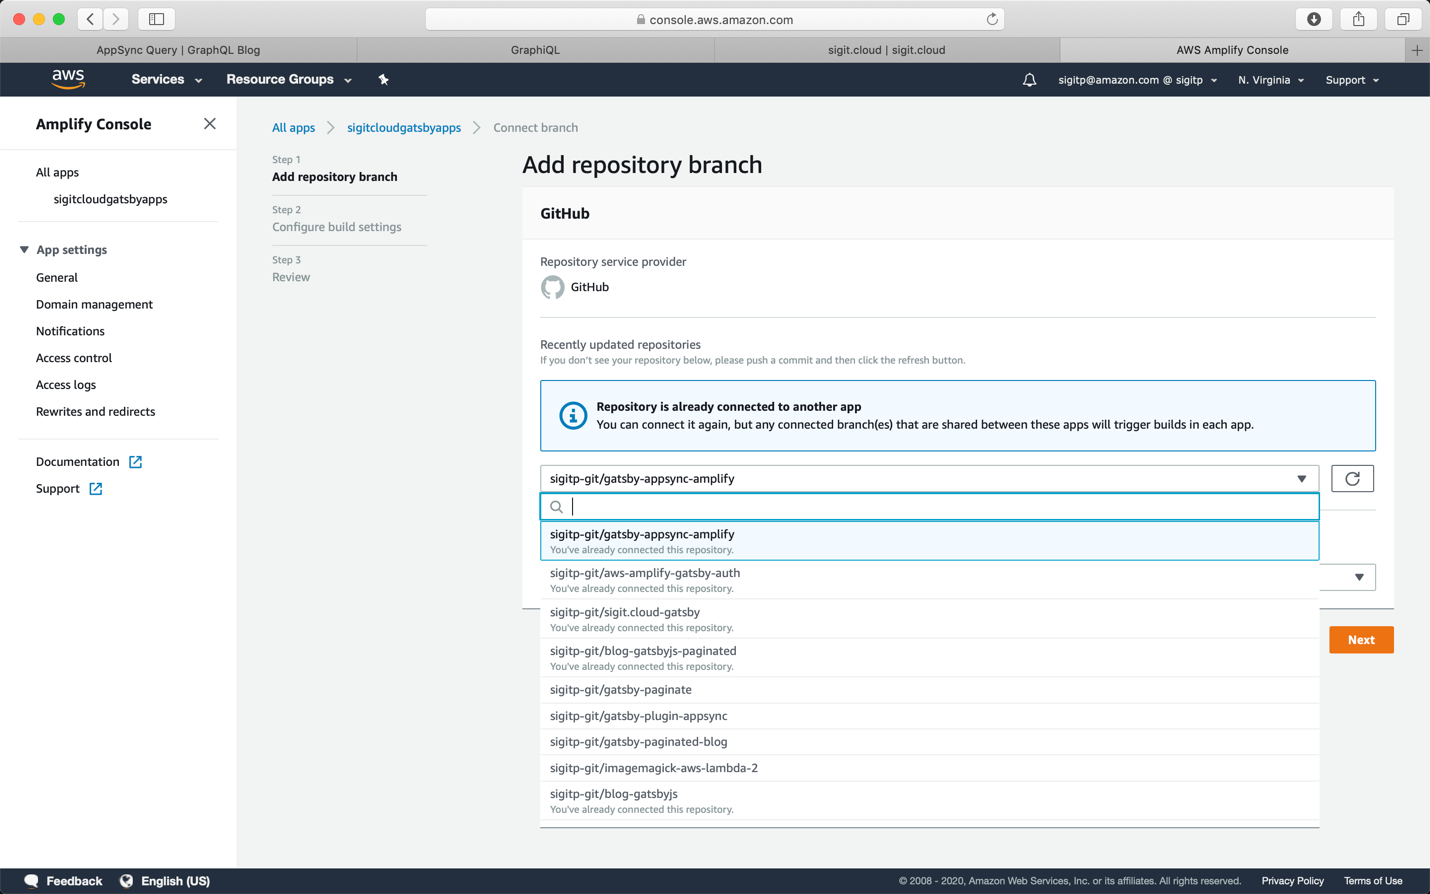 console.aws.amazon.com
AppSync Query | GraphQL Blog
GraphiQL
sigit.cloud | sigit.cloud
AWS Amplify Console
aws
Services
Resource Groups
sigitp@amazon.com @ sigitp
N. Virginia
Support
Amplify Console
All apps
sigitcloudgatsbyapps
App settings
General
Domain management
Notifications
Access control
Access logs
Rewrites and redirects
Documentation
Support
All apps
sigitcloudgatsbyapps
Connect branch
Step 1
Add repository branch
Step 2
Configure build settings
Step 3
Review
Add repository branch
GitHub
Repository service provider
GitHub
Recently updated repositories
If you don't see your repository below, please push a commit and then click the refresh button.
Repository is already connected to another app
You can connect it again, but any connected branch(es) that are shared between these apps will trigger builds in each app.
sigitp-git/gatsby-appsync-amplify
sigitp-git/gatsby-appsync-amplify
You've already connected this repository.
sigitp-git/aws-amplify-gatsby-auth
You've already connected this repository.
sigitp-git/sigit.cloud-gatsby
You've already connected this repository.
sigitp-git/blog-gatsbyjs-paginated
You've already connected this repository.
sigitp-git/gatsby-paginate
sigitp-git/gatsby-plugin-appsync
sigitp-git/gatsby-paginated-blog
sigitp-git/imagemagick-aws-lambda-2
sigitp-git/blog-gatsbyjs
You've already connected this repository.
Next
Feedback
English (US)
© 2008 - 2020, Amazon Web Services, Inc. or its affiliates. All rights reserved.
Privacy Policy
Terms of Use